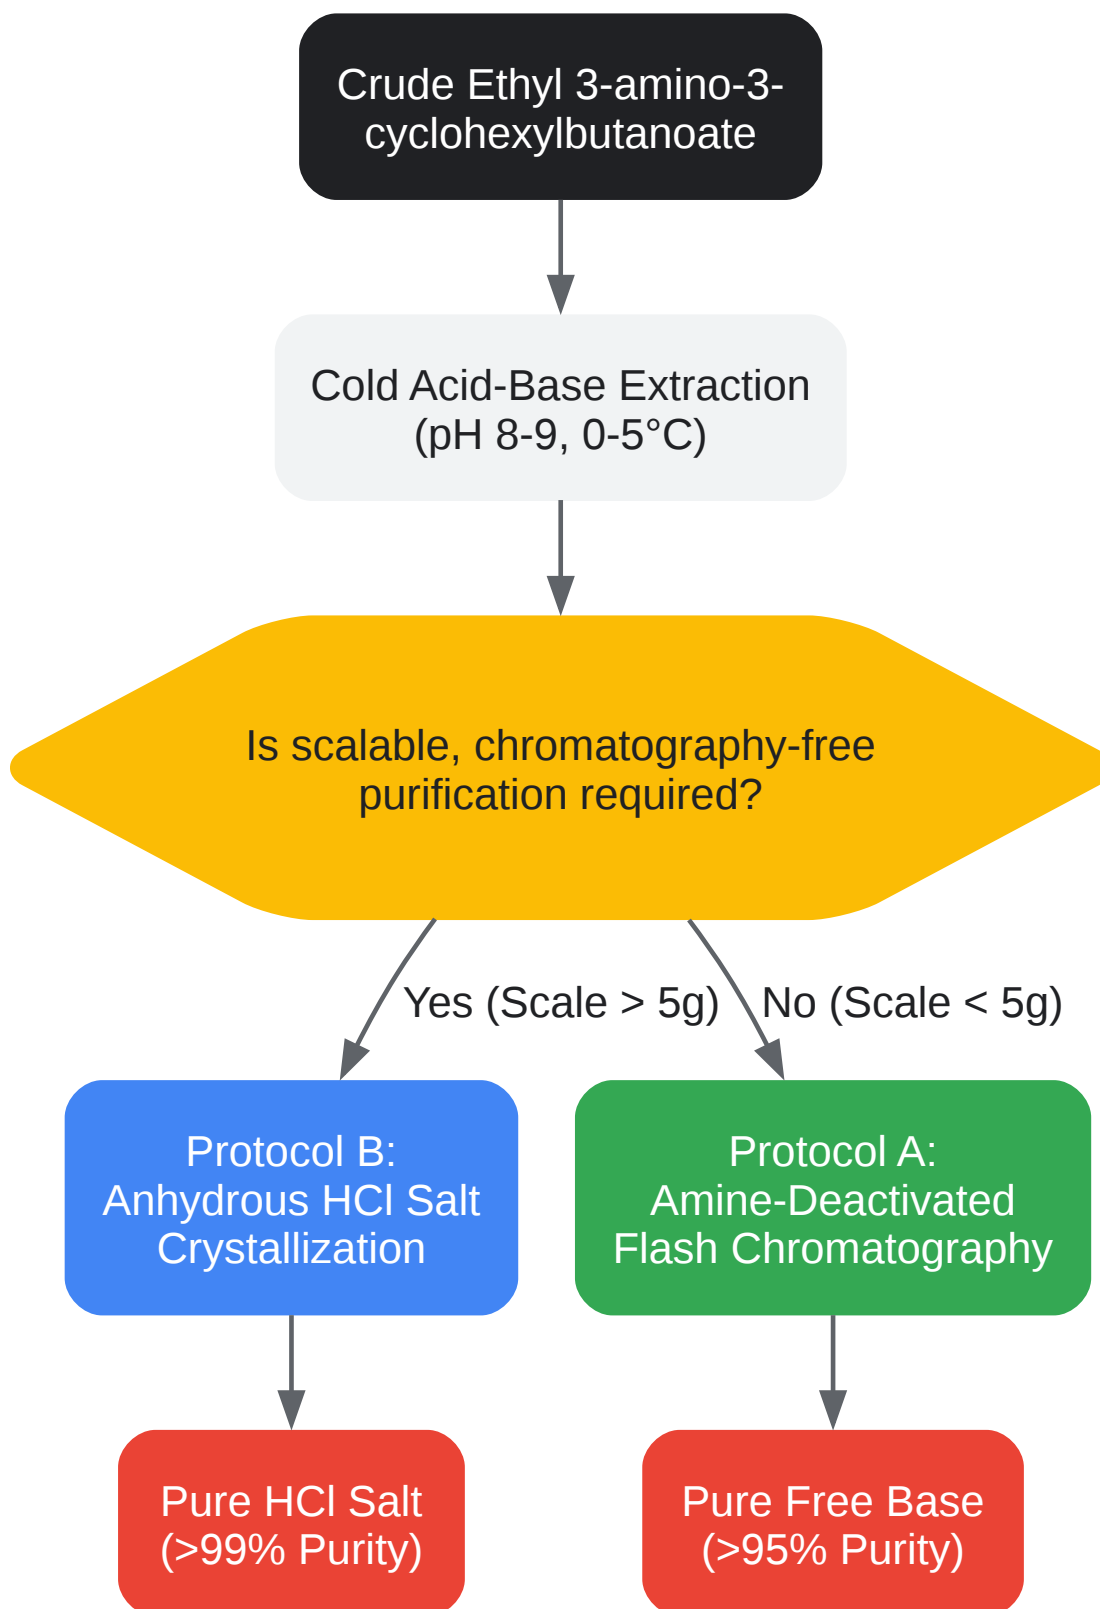 Crude Ethyl 3-amino-3-
cyclohexylbutanoate
Cold Acid-Base Extraction
(pH 8-9, 0-5°C)
Is scalable, chromatography-free
purification required?
Yes (Scale > 5g)
No (Scale < 5g)
Protocol B:
Anhydrous HCl Salt
Crystallization
Protocol A:
Amine-Deactivated
Flash Chromatography
Pure HCl Salt
(>99% Purity)
Pure Free Base
(>95% Purity)